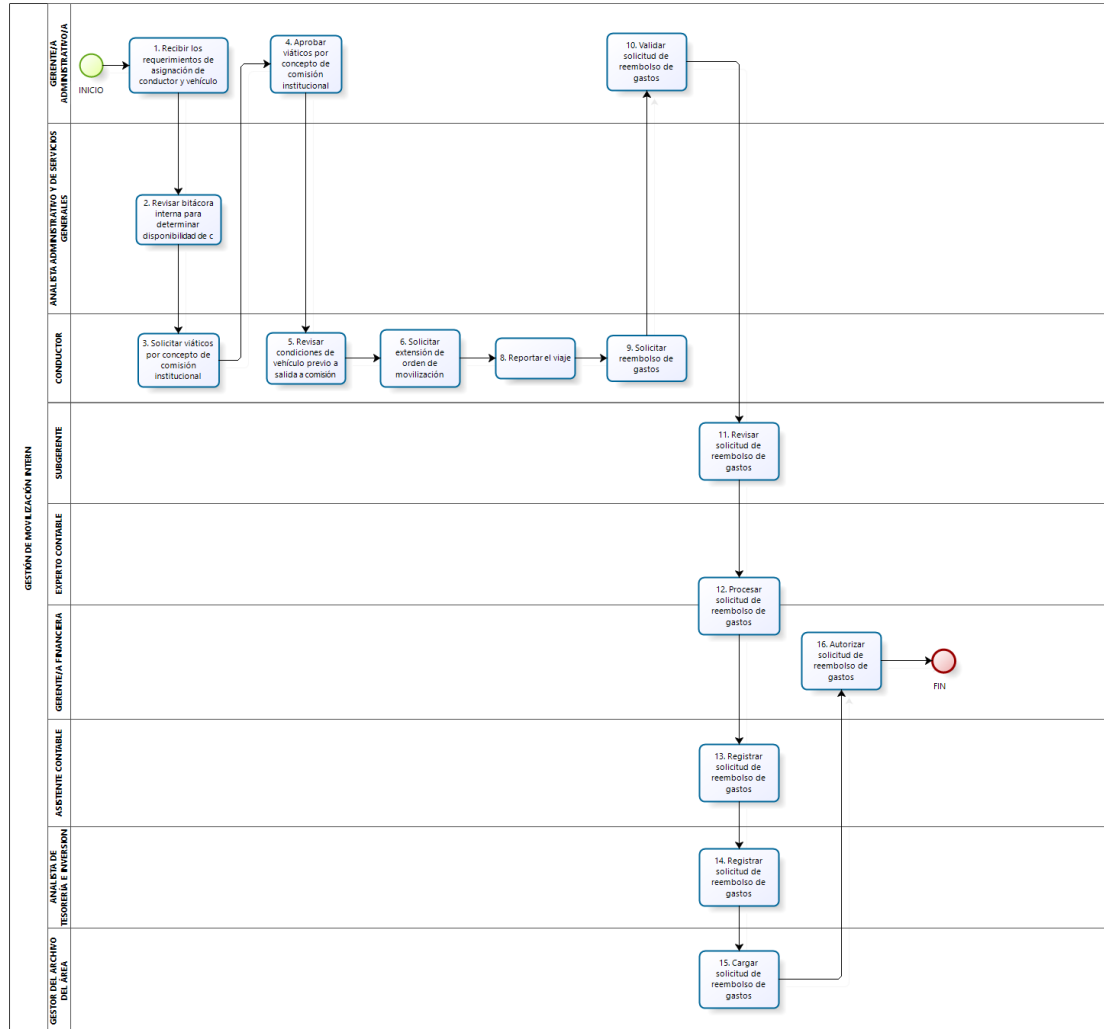 GESTIÓN DE MOVILIZACIÓN INTERN
GERENTE/A
ADMINISTRATIVO/A
INICIO
1. Recibir los
requerimientos de
asignación de
conductor y vehículo
4. Aprobar
viáticos por
concepto de
comisión
institucional
10. Validar
solicitud de
reembolso de
gastos
ANALISTA ADMINISTRATIVO Y DE SERVICIOS
GENERALES
2. Revisar bitácora
interna para
determinar
disponibilidad de c
CONDUCTOR
3. Solicitar viáticos
por concepto de
comisión
institucional
5. Revisar
condiciones de
vehículo previo a
salida a comisión
6. Solicitar
extensión de
orden de
movilización
8. Reportar el viaje
9. Solicitar
reembolso de
gastos
SUBGERENTE
11. Revisar
solicitud de
reembolso de
gastos
EXPERTO CONTABLE
12. Procesar
solicitud de
reembolso de
gastos
GERENTE/A FINANCIERA
16. Autorizar
solicitud de
reembolso de
gastos
FIN
ASISTENTE CONTABLE
13. Registrar
solicitud de
reembolso de
gastos
ANALISTA DE
TESORERÍA E INVERSION
14. Registrar
solicitud de
reembolso de
gastos
GESTOR DEL ARCHIVO
DEL ÁREA
15. Cargar
solicitud de
reembolso de
gastos